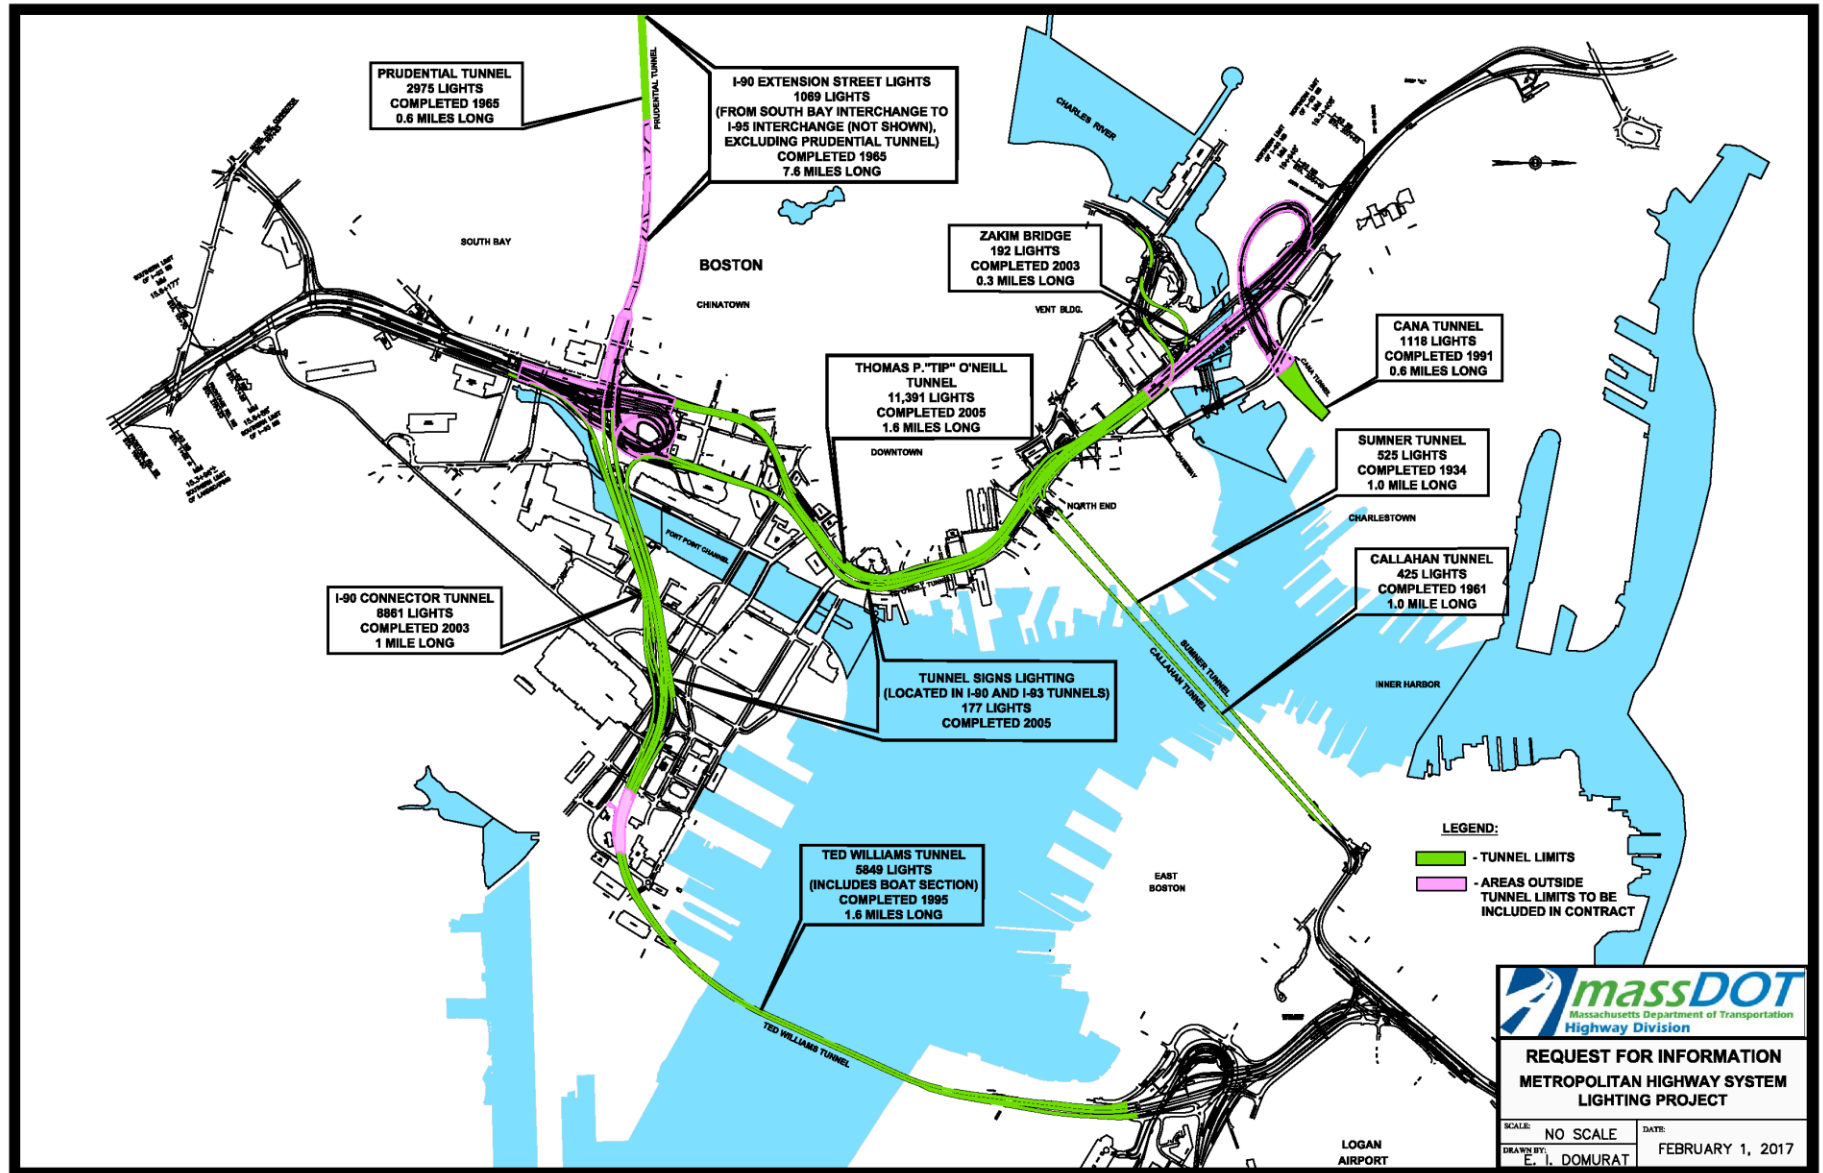 PRUDENTIAL TUNNEL
2975 LIGHTS
COMPLETED 1965
0.6 MILES LONG
PRUDENTIAL TUNNEL
I-90 EXTENSION STREET LIGHTS
1069 LIGHTS
(FROM SOUTH BAY INTERCHANGE TO
I-95 INTERCHANGE (NOT SHOWN),
EXCLUDING PRUDENTIAL TUNNEL)
COMPLETED 1965
7.6 MILES LONG
CHARLES RIVER
SOUTH BAY
BOSTON
CHINATOWN
ZAKIM BRIDGE
192 LIGHTS
COMPLETED 2003
0.3 MILES LONG
VENT BLDG.
CANA TUNNEL
1118 LIGHTS
COMPLETED 1991
0.6 MILES LONG
CANA TUNNEL
THOMAS P."TIP" O'NEILL
TUNNEL
11,391 LIGHTS
COMPLETED 2005
1.6 MILES LONG
DOWNTOWN
SUMNER TUNNEL
525 LIGHTS
COMPLETED 1934
1.0 MILE LONG
CAUSEWAY
NORTH END
CHARLESTOWN
FORT POINT CHANNEL
CALLAHAN TUNNEL
425 LIGHTS
COMPLETED 1961
1.0 MILE LONG
I-90 CONNECTOR TUNNEL
8861 LIGHTS
COMPLETED 2003
1 MILE LONG
TUNNEL SIGNS LIGHTING
(LOCATED IN I-90 AND I-93 TUNNELS)
177 LIGHTS
COMPLETED 2005
SUMNER TUNNEL
CALLAHAN TUNNEL
INNER HARBOR
TED WILLIAMS TUNNEL
5849 LIGHTS
(INCLUDES BOAT SECTION)
COMPLETED 1995
1.6 MILES LONG
EAST
BOSTON
LEGEND:
- TUNNEL LIMITS
- AREAS OUTSIDE
TUNNEL LIMITS TO BE
INCLUDED IN CONTRACT
TED WILLIAMS TUNNEL
LOGAN
AIRPORT
massDOT
Massachusetts Department of Transportation
Highway Division
REQUEST FOR INFORMATION
METROPOLITAN HIGHWAY SYSTEM
LIGHTING PROJECT
SCALE: NO SCALE
DATE: FEBRUARY 1, 2017
DRAWN BY: E. I. DOMURAT